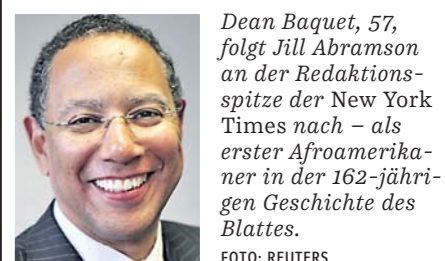 Dean Baquet, 57,
folgt Jill Abramson
an der Redaktions-
spitze der New York
Times nach – als
erster Afroamerika-
ner in der 162-jähri-
gen Geschichte des
Blattes.
FOTO: REUTERS